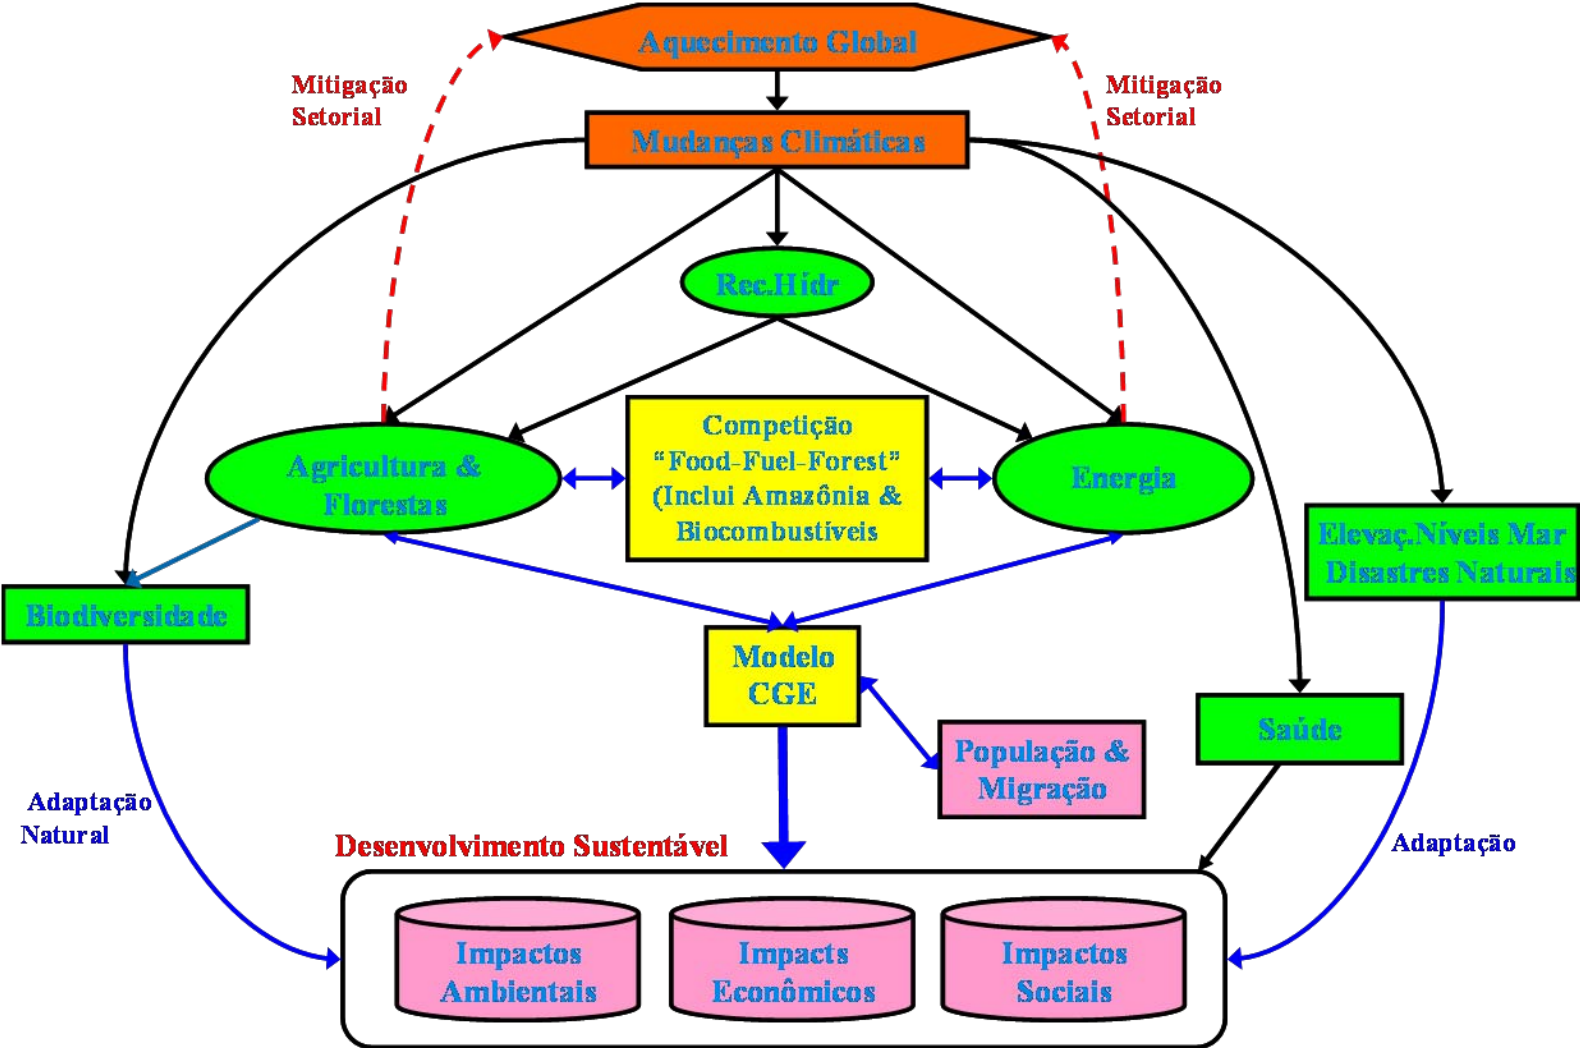 Aquecimento Global
Mitigação
Setorial
Mitigação
Setorial
Mudanças Climáticas
Rec.Hídr
Competição
“Food-Fuel-Forest”
(Inclui Amazônia &
Biocombustíveis
Agricultura &
Florestas
Energia
Elevaç.Níveis Mar
Disastres Naturais
Biodiversidade
Modelo
CGE
População &
Migração
Saúde
Adaptação
Natural
Adaptação
Desenvolvimento Sustentável
Impactos
Ambientais
Impacts
Econômicos
Impactos
Sociais